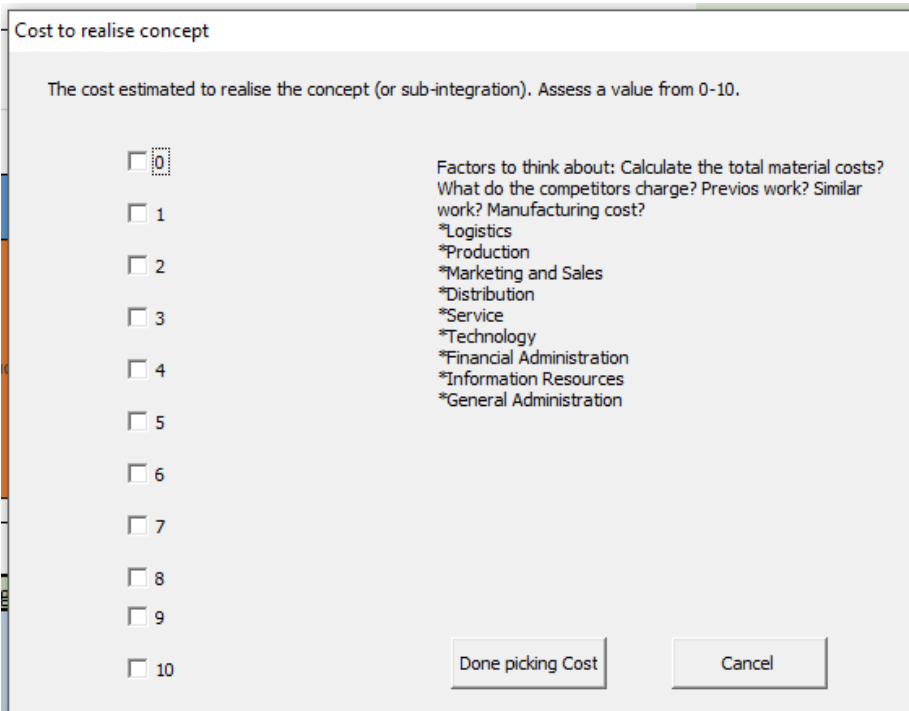 Cost to realise concept
The cost estimated to realise the concept (or sub-integration). Assess a value from 0-10.
0
1
2
3
4
5
6
7
8
9
10
Factors to think about: Calculate the total material costs?
What do the competitors charge? Previos work? Similar
work? Manufacturing cost?
*Logistics
*Production
*Marketing and Sales
*Distribution
*Service
*Technology
*Financial Administration
*Information Resources
*General Administration
Done picking Cost
Cancel